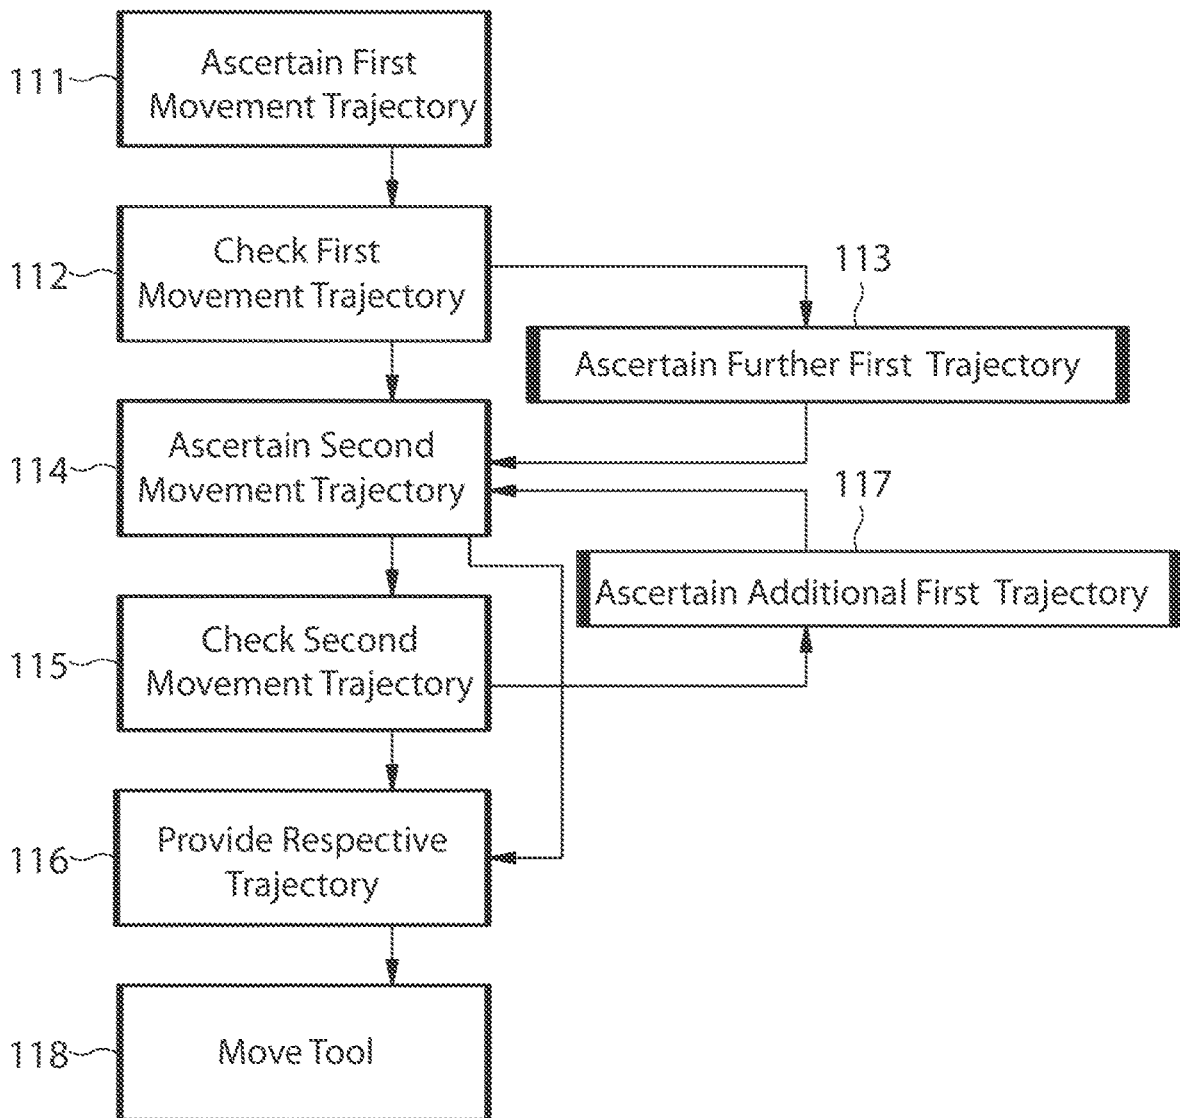 111
Ascertain First
Movement Trajectory
112
Check First
Movement Trajectory
113
Ascertain Further First Trajectory
114
Ascertain Second
Movement Trajectory
117
Ascertain Additional First Trajectory
115
Check Second
Movement Trajectory
116
Provide Respective
Trajectory
118
Move Tool